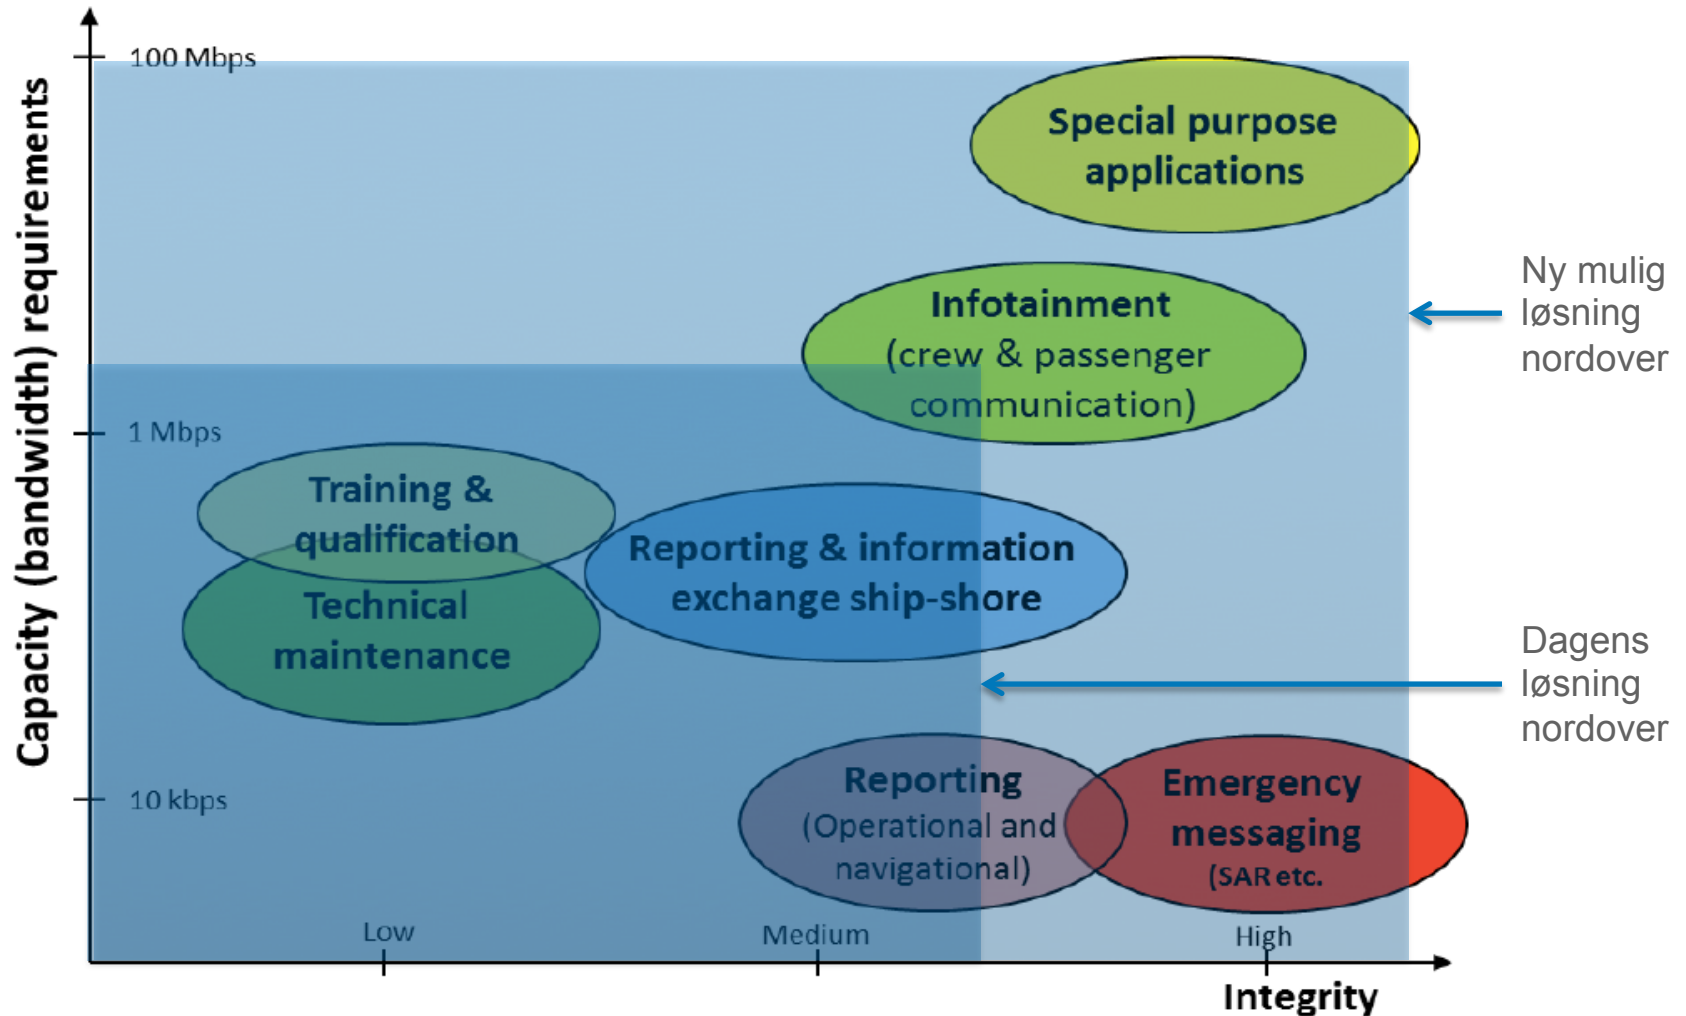 Capacity (bandwidth) requirements
100 Mbps
1 Mbps
10 kbps
Special purpose
applications
Infotainment
(crew & passenger
communication)
Training &
qualification
Technical
maintenance
Reporting & information
exchange ship-shore
Reporting
(Operational and
navigational)
Emergency
messaging
(SAR etc.
Ny mulig
løsning
nordover
Dagens
løsning
nordover
Low
Medium
High
Integrity